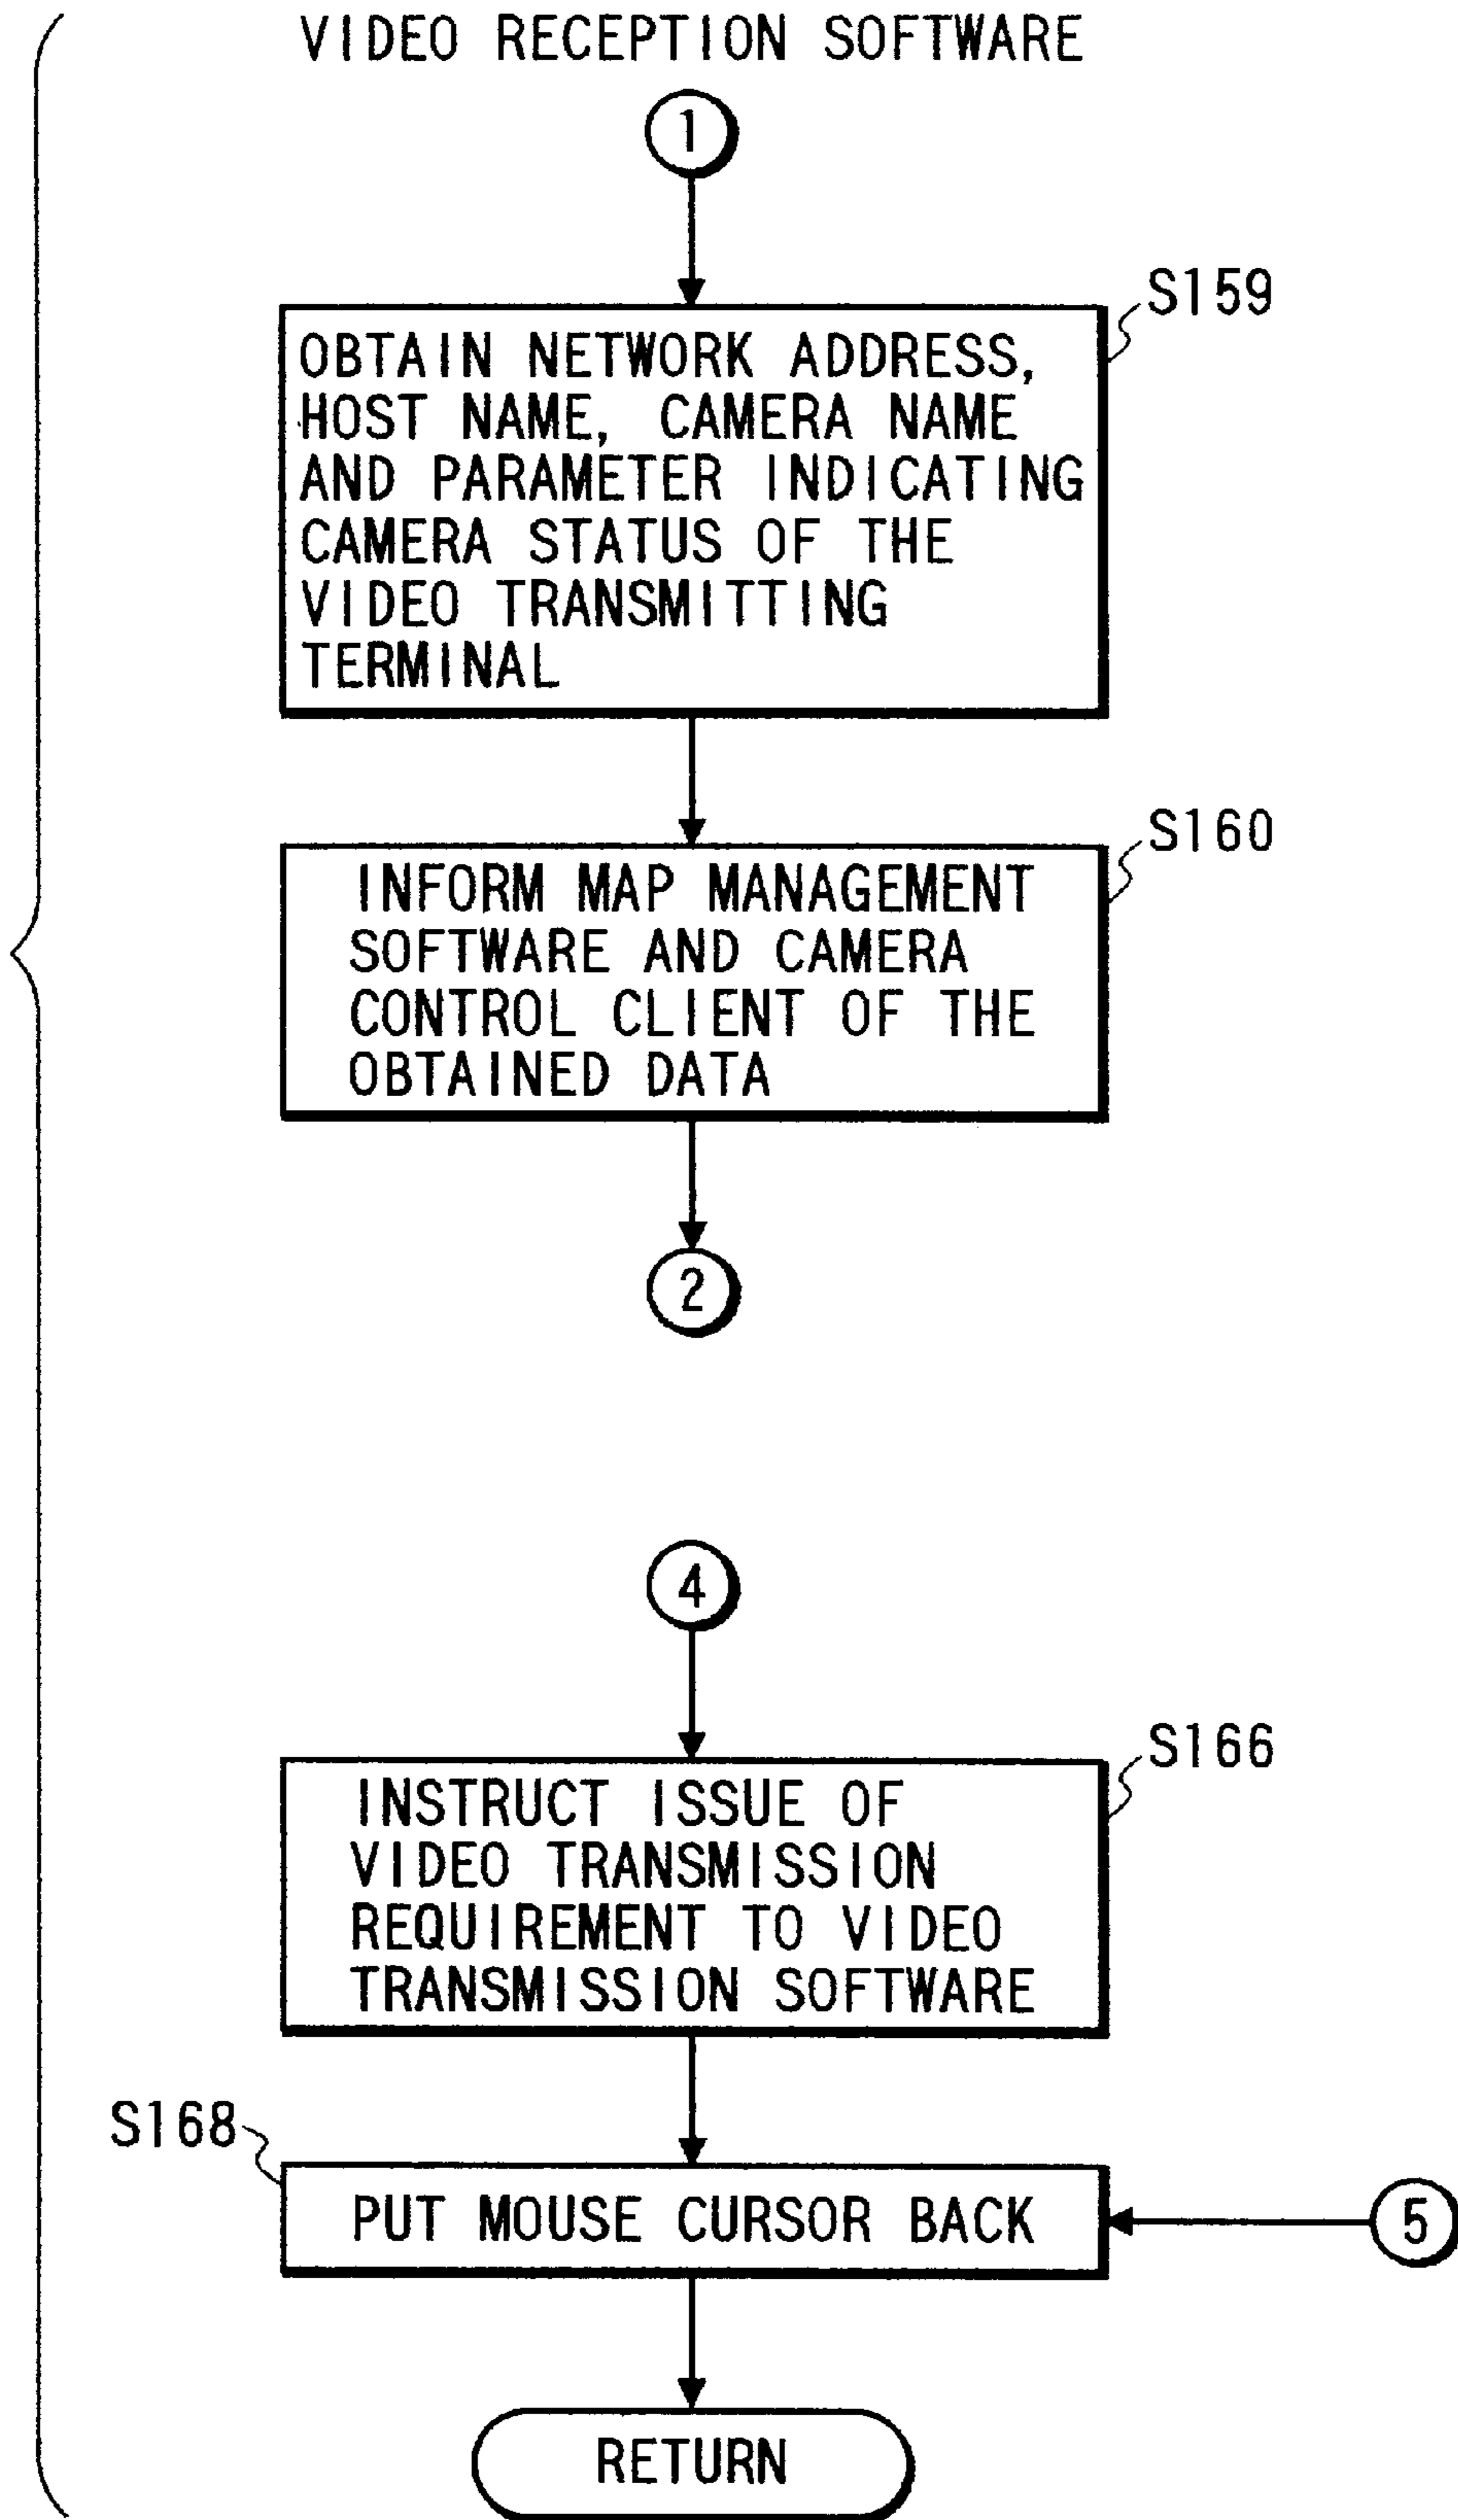 VIDEO RECEPTION SOFTWARE
1
S159
OBTAIN NETWORK ADDRESS,
HOST NAME, CAMERA NAME
AND PARAMETER INDICATING
CAMERA STATUS OF THE
VIDEO TRANSMITTING
TERMINAL
S160
INFORM MAP MANAGEMENT
SOFTWARE AND CAMERA
CONTROL CLIENT OF THE
OBTAINED DATA
2
4
S166
INSTRUCT ISSUE OF
VIDEO TRANSMISSION
REQUIREMENT TO VIDEO
TRANSMISSION SOFTWARE
S168
PUT MOUSE CURSOR BACK
5
RETURN